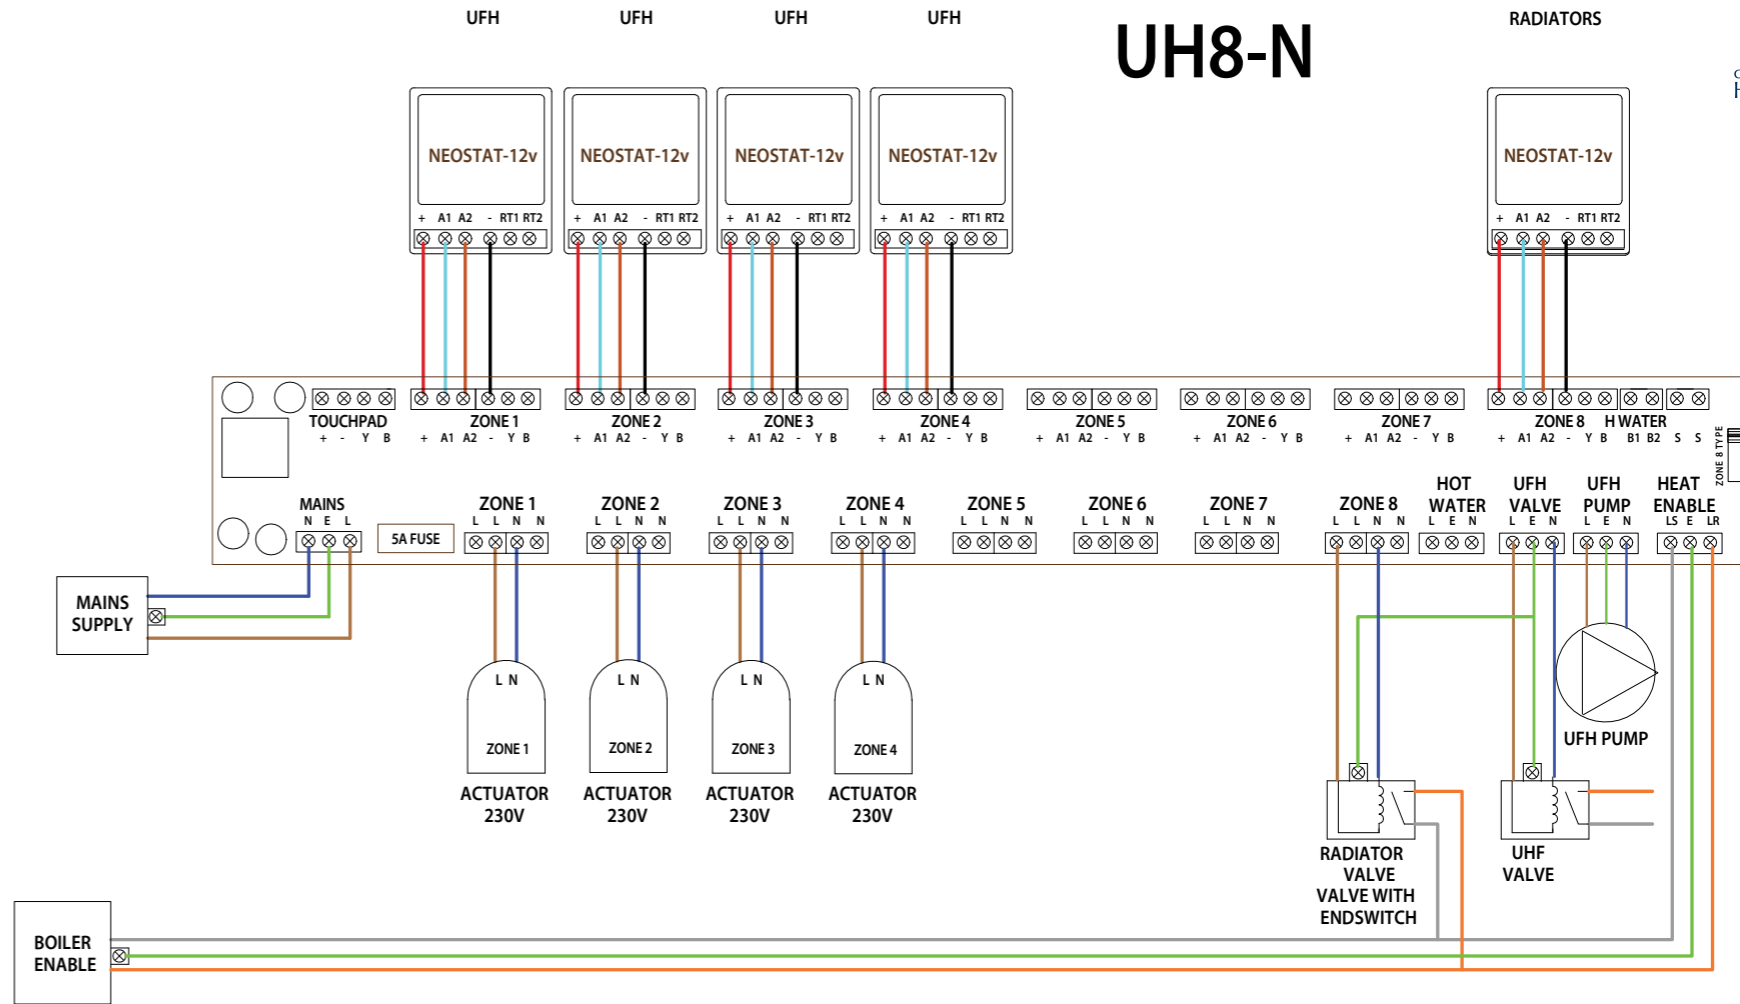 UFH UFH UFH UFH RADIATORS
UH8-N
NEOSTAT-12v NEOSTAT-12v NEOSTAT-12v NEOSTAT-12v NEOSTAT-12v
+ A1 A2 - RT1 RT2 + A1 A2 - RT1 RT2 + A1 A2 - RT1 RT2 + A1 A2 - RT1 RT2 + A1 A2 - RT1 RT2
TOUCHPAD ZONE 1 ZONE 2 ZONE 3 ZONE 4 ZONE 5 ZONE 6 ZONE 7 ZONE 8 H WATER
+ - Y B + A1 A2 - Y B + A1 A2 - Y B + A1 A2 - Y B + A1 A2 - Y B + A1 A2 - Y B + A1 A2 - Y B + A1 A2 - Y B + A1 A2 - Y B B1 B2 S S
ZONE 8 TYPE
HOT UFH UFH HEAT
MAINS ZONE 1 ZONE 2 ZONE 3 ZONE 4 ZONE 5 ZONE 6 ZONE 7 ZONE 8 WATER VALVE PUMP ENABLE
N E L L L N N L L N N L L N N L L N N L L N N L L N N L L N N L L N N L E N L E N L E N LS E LR
5A FUSE
MAINS
SUPPLY
L N L N L N L N
ZONE 1 ZONE 2 ZONE 3 ZONE 4
UFH PUMP
ACTUATOR ACTUATOR ACTUATOR ACTUATOR
230V 230V 230V 230V
RADIATOR
VALVE
VALVE WITH
ENDSWITCH
UHF
VALVE
BOILER
ENABLE